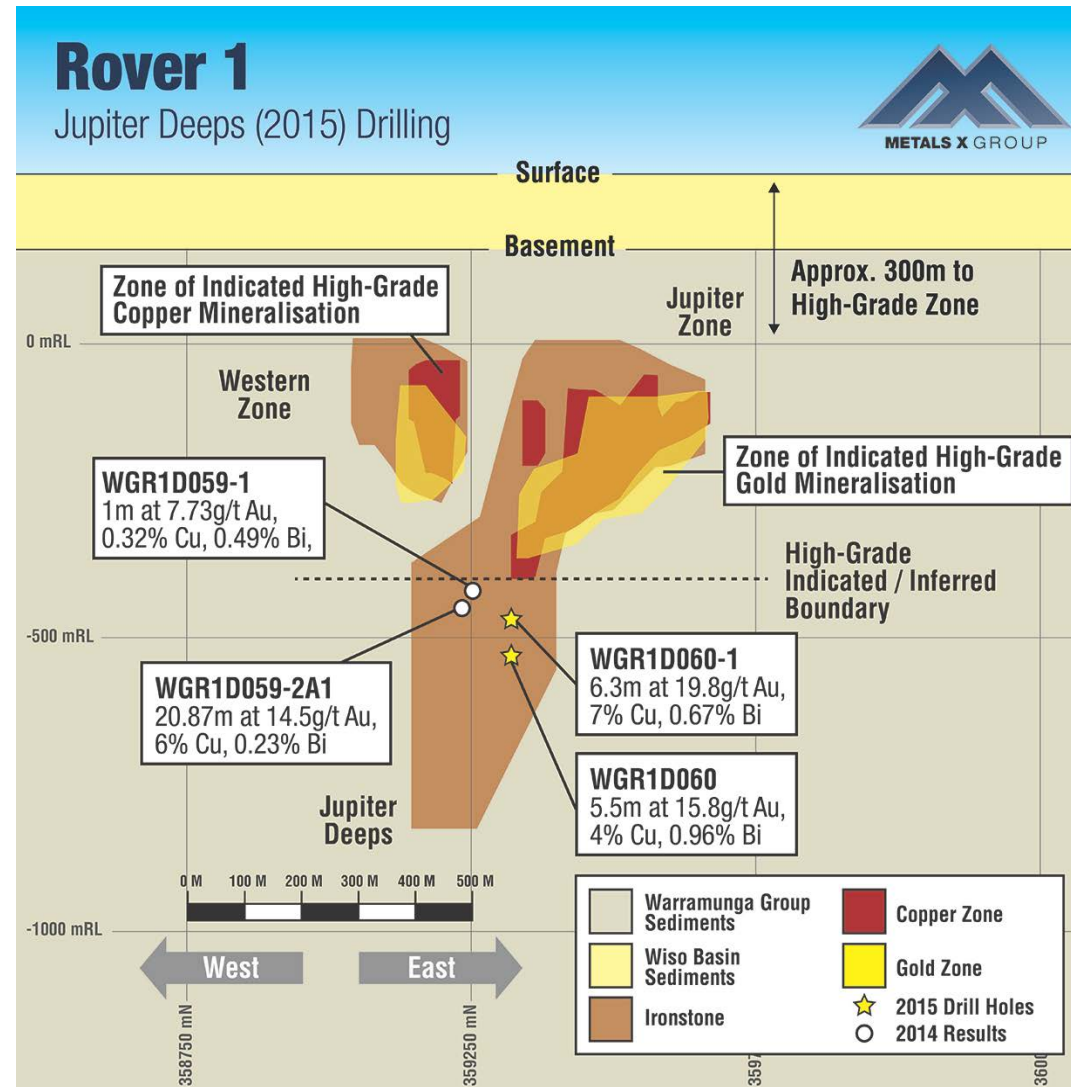 Rover 1
Jupiter Deeps (2015) Drilling
METALS X GROUP
Surface
Basement
Approx. 300m to
High-Grade Zone
Zone of Indicated High-Grade
Copper Mineralisation
Jupiter
Zone
0 mRL
Western
Zone
Zone of Indicated High-Grade
Gold Mineralisation
WGR1D059-1
1m at 7.73g/t Au,
0.32% Cu, 0.49% Bi,
High-Grade
Indicated / Inferred
Boundary
-500 mRL
WGR1D060-1
6.3m at 19.8g/t Au,
7% Cu, 0.67% Bi
WGR1D059-2A1
20.87m at 14.5g/t Au,
6% Cu, 0.23% Bi
WGR1D060
5.5m at 15.8g/t Au,
4% Cu, 0.96% Bi
Jupiter
Deeps
0 M 100 M 200 M 300 M 400 M 500 M
-1000 mRL
West
East
Warramunga Group
Sediments
Wiso Basin
Sediments
Ironstone
Copper Zone
Gold Zone
2015 Drill Holes
2014 Results
358750 mN
359250 mN